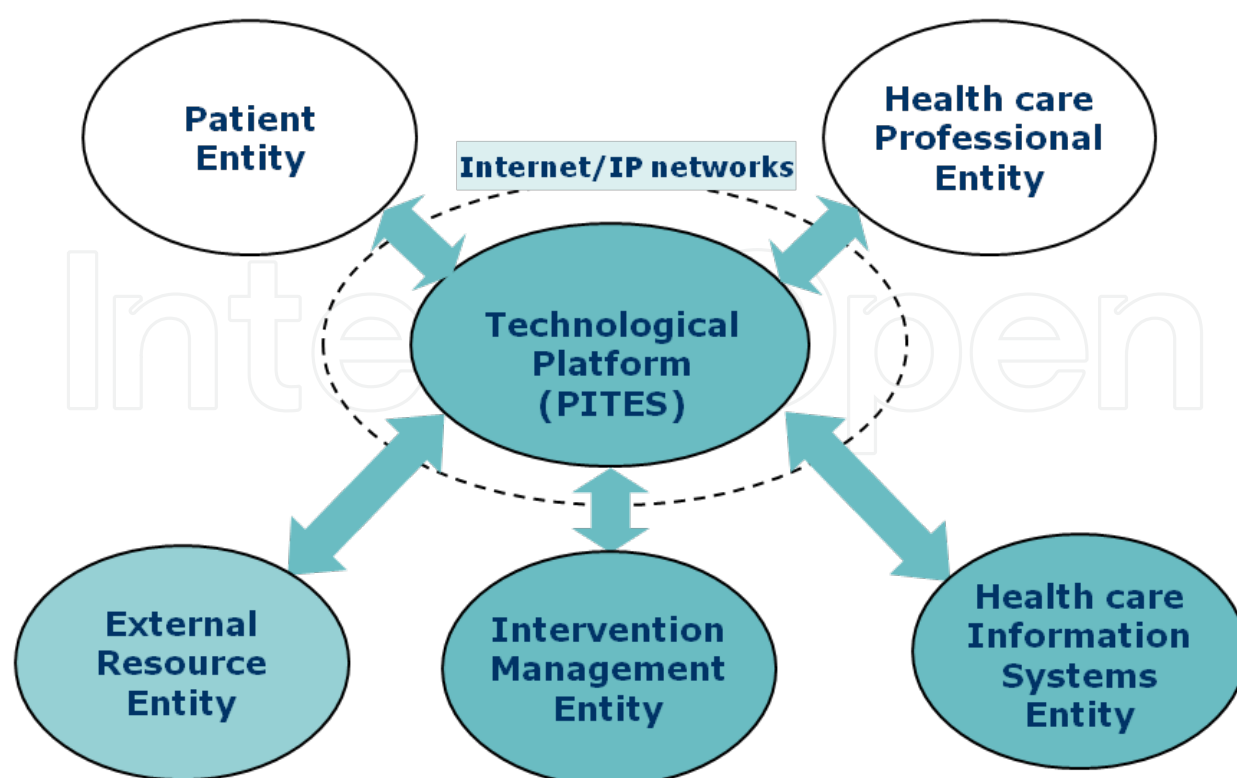 Patient
Entity
Health care
Professional
Entity
Internet/IP networks
Technological
Platform
(PITES)
External
Resource
Entity
Intervention
Management
Entity
Health care
Information
Systems
Entity